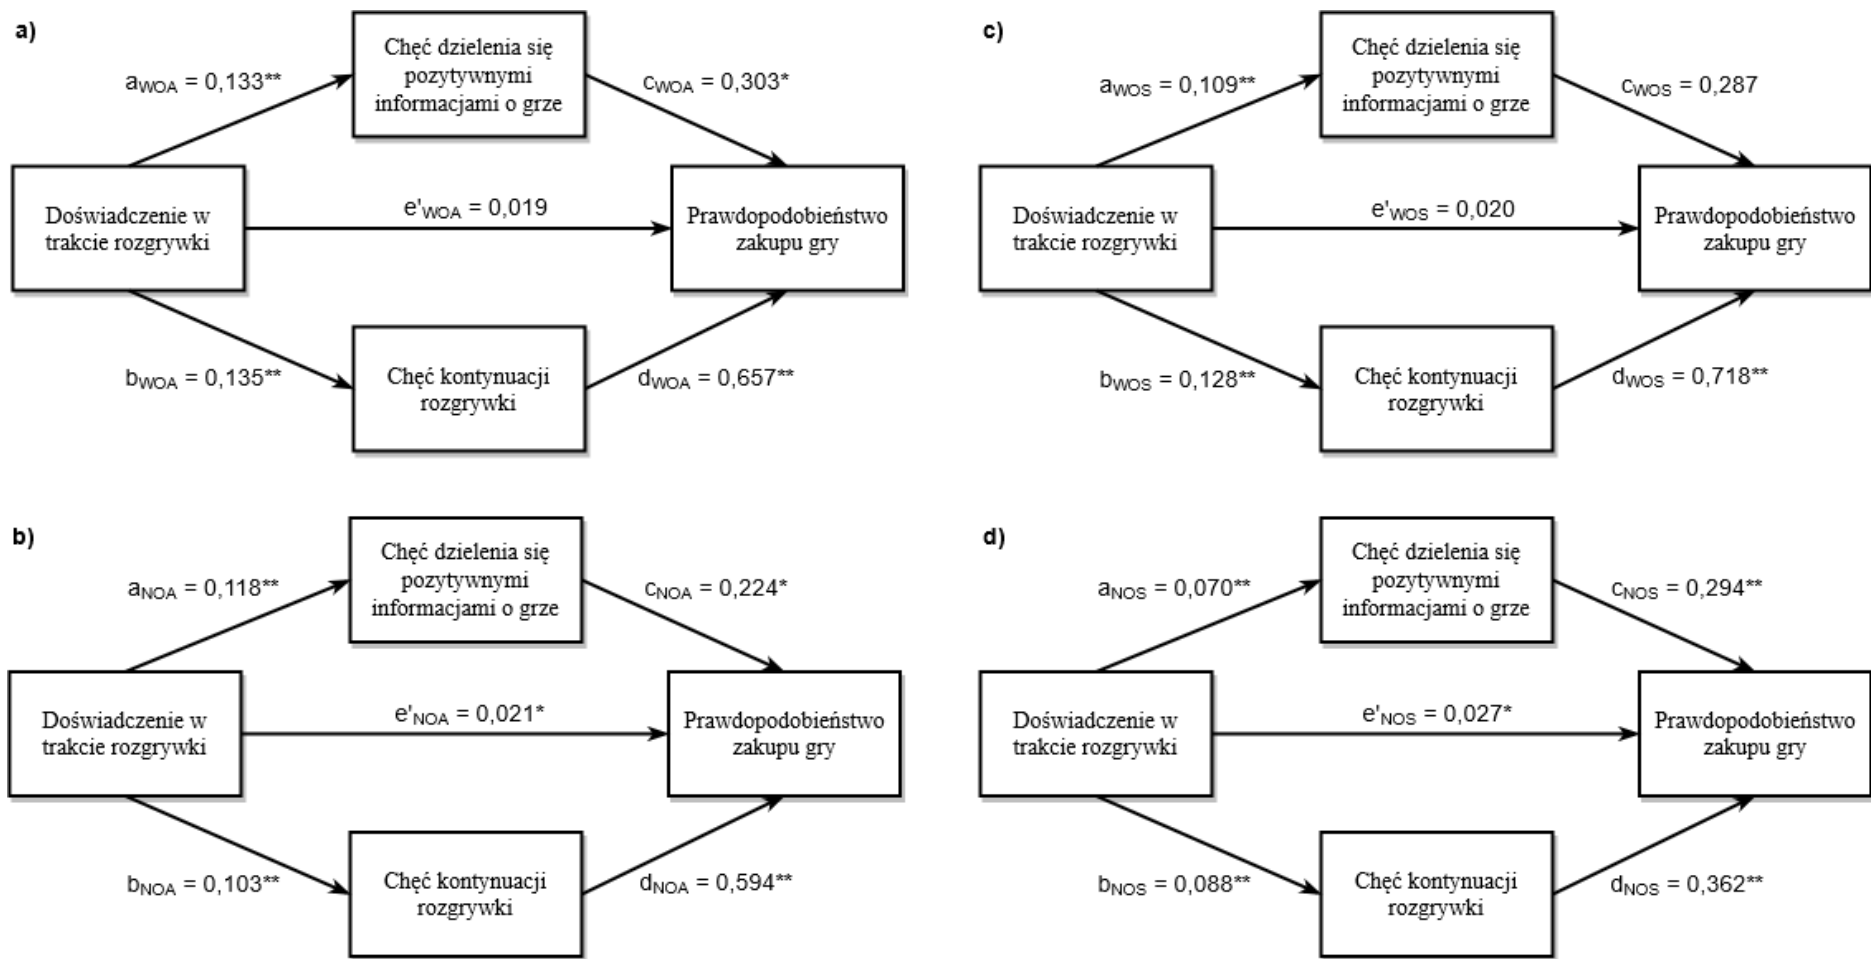 a)
Chęć dzielenia się
pozytywnymi
informacjami o grze
aWOA = 0,133**
cWOA = 0,303*
Doświadczenie w
trakcie rozgrywki
e'WOA = 0,019
Prawdopodobieństwo
zakupu gry
bWOA = 0,135**
Chęć kontynuacji
rozgrywki
dWOA = 0,657**
c)
Chęć dzielenia się
pozytywnymi
informacjami o grze
aWOS = 0,109**
cWOS = 0,287
Doświadczenie w
trakcie rozgrywki
e'WOS = 0,020
Prawdopodobieństwo
zakupu gry
bWOS = 0,128**
Chęć kontynuacji
rozgrywki
dWOS = 0,718**
b)
Chęć dzielenia się
pozytywnymi
informacjami o grze
aNOA = 0,118**
cNOA = 0,224*
Doświadczenie w
trakcie rozgrywki
e'NOA = 0,021*
Prawdopodobieństwo
zakupu gry
bNOA = 0,103**
Chęć kontynuacji
rozgrywki
dNOA = 0,594**
d)
Chęć dzielenia się
pozytywnymi
informacjami o grze
aNOS = 0,070**
cNOS = 0,294**
Doświadczenie w
trakcie rozgrywki
e'NOS = 0,027*
Prawdopodobieństwo
zakupu gry
bNOS = 0,088**
Chęć kontynuacji
rozgrywki
dNOS = 0,362**